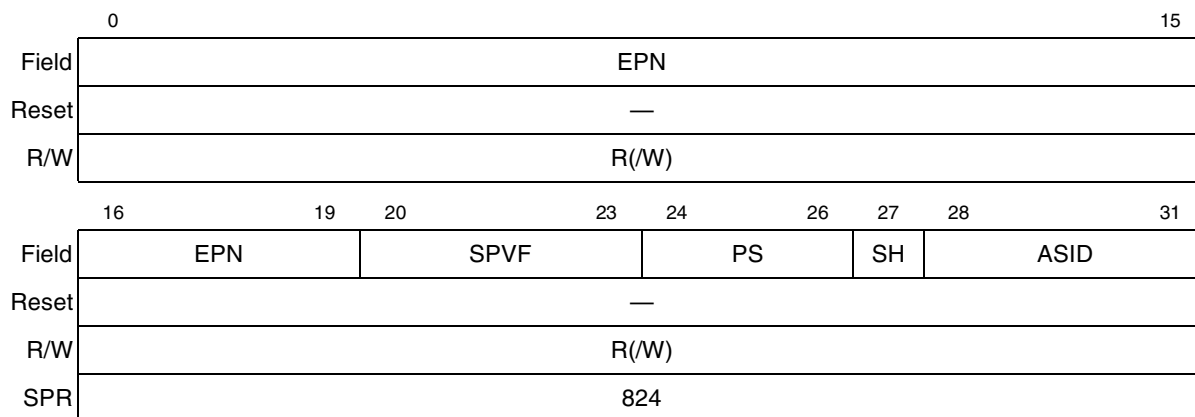 0 15
Field EPN
Reset —
R/W R(/W)
16 19 20 23 24 26 27 28 31
Field EPN SPVF PS SH ASID
Reset —
R/W R(/W)
SPR 824